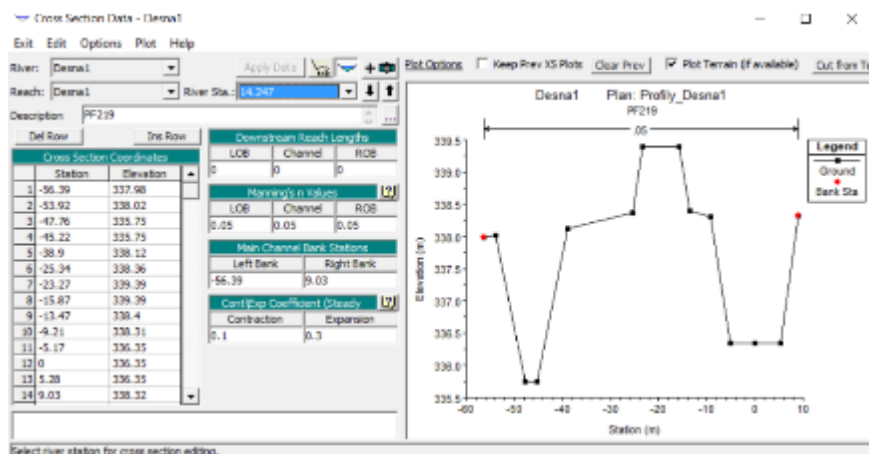 Cross Section Data - Desna1
Exit Edit Options Plot Help
River: Desna1 Apply Data
Reach: Desna1 River Sta.: 14.247
Description PF219 ...
Del Row Ins Row
Cross Section Coordinates
Station Elevation
1 -56.39 337.98
2 -53.92 338.02
3 -47.76 335.75
4 -45.22 335.75
5 -38.9 338.12
6 -25.34 338.36
7 -23.27 339.39
8 -15.87 339.39
9 -13.47 338.4
10 -9.21 338.31
11 -5.17 336.35
12 0 336.35
13 5.28 336.35
14 9.03 338.32
Downstream Reach Lengths
LOB Channel ROB
0 0 0
Manning's n Values ?
LOB Channel ROB
0.05 0.05 0.05
Main Channel Bank Stations
Left Bank Right Bank
-56.39 9.03
Cont\Exp Coefficient (Steady ?
Contraction Expansion
0.1 0.3
Plot Options Keep Prev XS Plots Clear Prev Plot Terrain (if available) Cut from Te
Desna1 Plan: Profily_Desna1
PF219
.05
Legend
Ground
Bank Sta
Elevation (m)
339.5
339.0
338.5
338.0
337.5
337.0
336.5
336.0
335.5
-60 -50 -40 -30 -20 -10 0 10
Station (m)
Select river station for cross section editing.